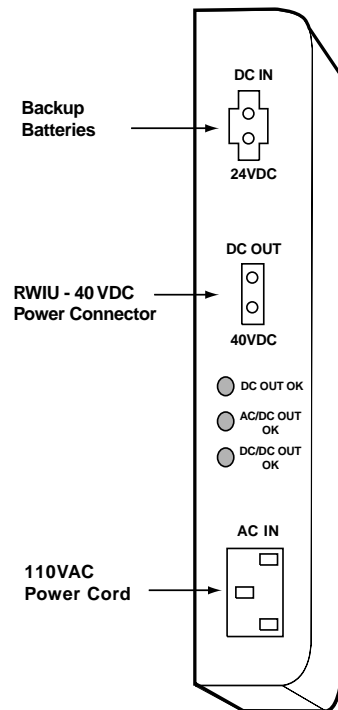 DC IN
Backup
Batteries
24VDC
DC OUT
RWIU - 40 VDC
Power Connector
40VDC
DC OUT OK
AC/DC OUT
OK
DC/DC OUT
OK
AC IN
110VAC
Power Cord